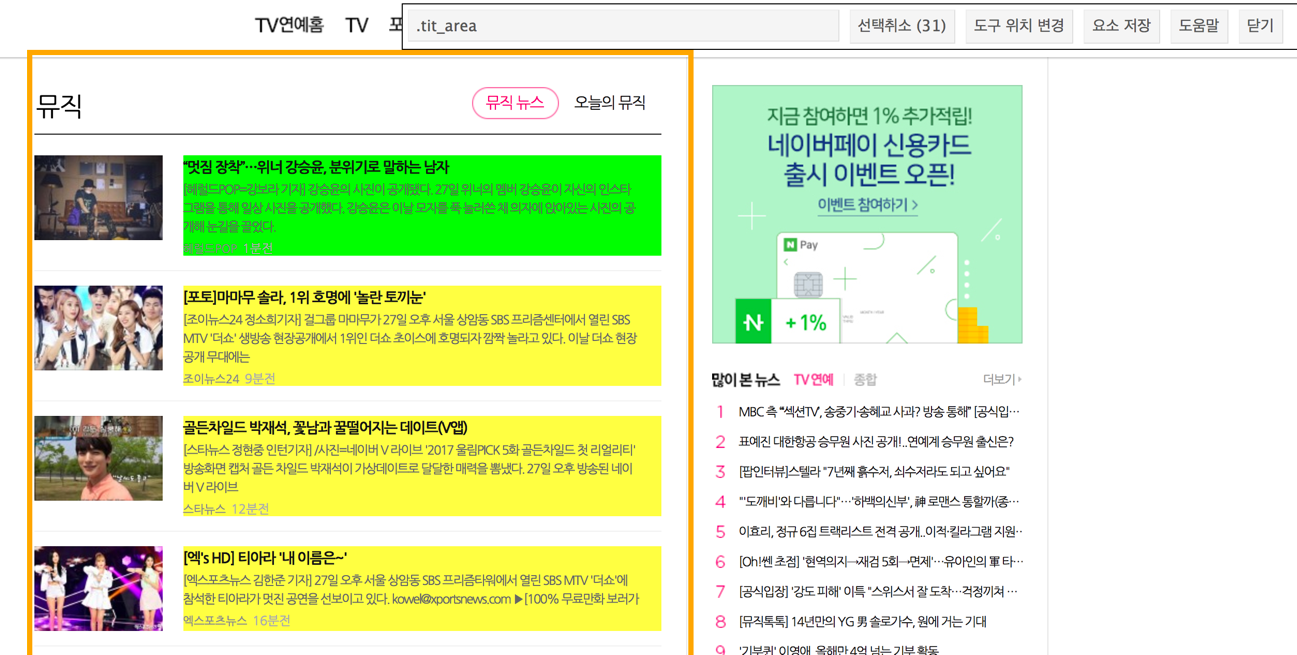 TV연예홈 TV 포
.tit_area 선택취소 (31) 도구 위치 변경 요소 저장 도움말 닫기
뮤직
뮤직 뉴스 오늘의 뮤직
“멋짐 장착”…위너 강승윤, 분위기로 말하는 남자
[헤럴드POP=강보라 기자] 강승윤의 사진이 공개됐다. 27일 위너의 멤버 강승윤이 자신의 인스타
그램을 통해 일상 사진을 공개했다. 강승윤은 이날 모자를 푹 눌러쓴 채 의자에 앉아있는 사진의 공
개해 눈길을 끌었다.
헤럴드POP 1분전
[포토]마마무 솔라, 1위 호명에 '놀란 토끼눈'
[조이뉴스24 정소희기자] 걸그룹 마마무가 27일 오후 서울 상암동 SBS 프리즘센터에서 열린 SBS
MTV '더쇼' 생방송 현장공개에서 1위인 더쇼 초이스에 호명되자 깜짝 놀라고 있다. 이날 더쇼 현장
공개 무대에는
조이뉴스24 9분전
골든차일드 박재석, 꽃남과 꿀떨어지는 데이트(V앱)
[스타뉴스 정현중 인턴기자] /사진=네이버 V 라이브 '2017 울림PICK 5화 골든차일드 첫 리얼리티'
방송화면 캡처 골든 차일드 박재석이 가상데이트로 달달한 매력을 뽐냈다. 27일 오후 방송된 네이
버 V 라이브
스타뉴스 12분전
[엑's HD] 티아라 '내 이름은~'
[엑스포츠뉴스 김한준 기자] 27일 오후 서울 상암동 SBS 프리즘타워에서 열린 SBS MTV '더쇼'에
참석한 티아라가 멋진 공연을 선보이고 있다. kowel@xportsnews.com ▶[100% 무료만화 보러가
엑스포츠뉴스 16분전
지금 참여하면 1% 추가적립!
네이버페이 신용카드
출시 이벤트 오픈!
이벤트 참여하기 >
N Pay
N +1%
많이 본 뉴스 TV연예 종합 더보기 ›
1 MBC 측 “'섹션TV', 송중기·송혜교 사과? 방송 통해” [공식입…
2 표예진 대한항공 승무원 사진 공개!..연예계 승무원 출신은?
3 [팝인터뷰]스텔라 "7년째 흙수저, 쇠수저라도 되고 싶어요"
4 "'도깨비'와 다릅니다"…'하백의신부', 神 로맨스 통할까(종…
5 이효리, 정규 6집 트랙리스트 전격 공개..이적·킬라그램 지원…
6 [Oh!쎈 초점] '현역의지→재검 5회→면제'…유아인의 軍 타…
7 [공식입장] '강도 피해' 이특 "스위스서 잘 도착…걱정끼쳐 …
8 [뮤직톡톡] 14년만의 YG 男 솔로가수, 원에 거는 기대
9 '기부퀸' 이영애, 올해만 4억 넘는 기부 활동